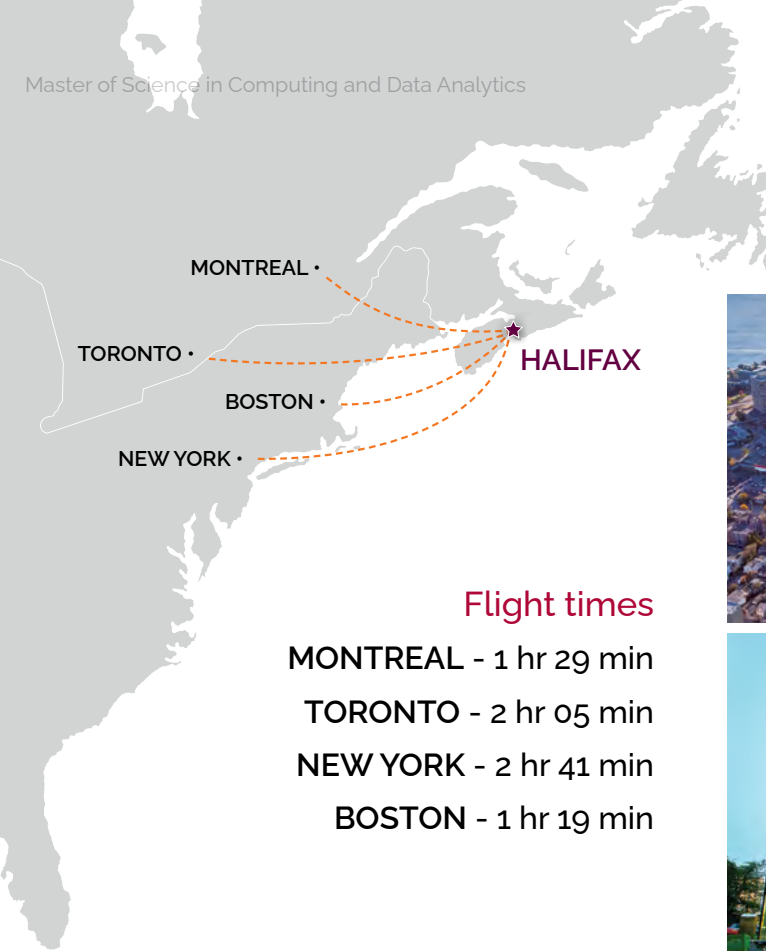 Master of Science in Computing and Data Analytics
MONTREAL •
TORONTO •
HALIFAX
BOSTON •
NEW YORK •
Flight times
MONTREAL - 1 hr 29 min
TORONTO - 2 hr 05 min
NEW YORK - 2 hr 41 min
BOSTON - 1 hr 19 min